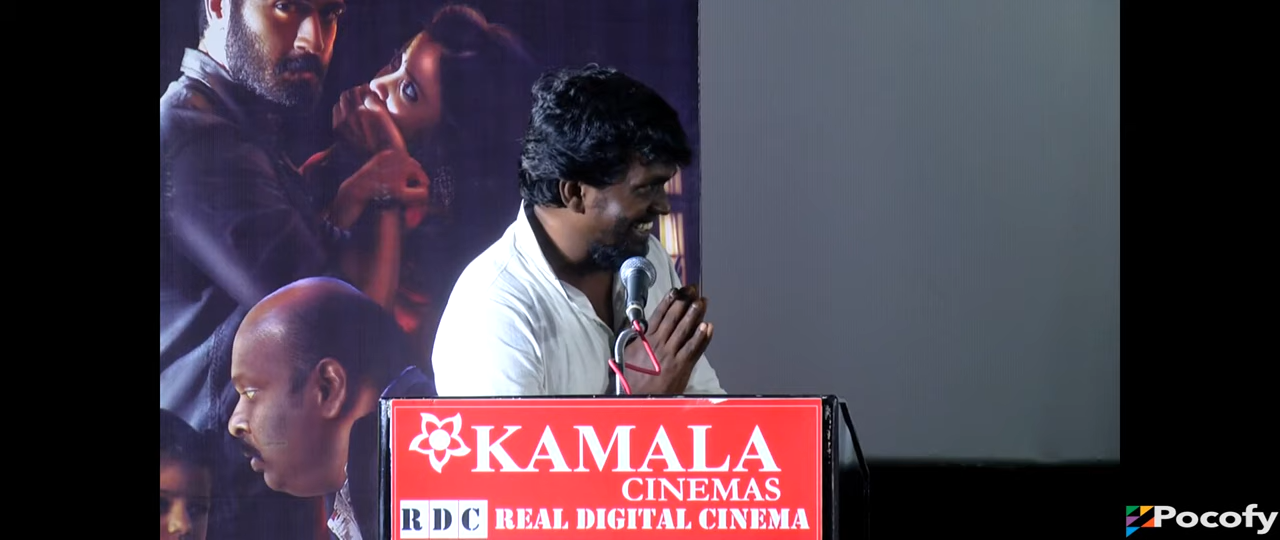 KAMALA
CINEMAS
RDC REAL DIGITAL CINEMA
Pocofy